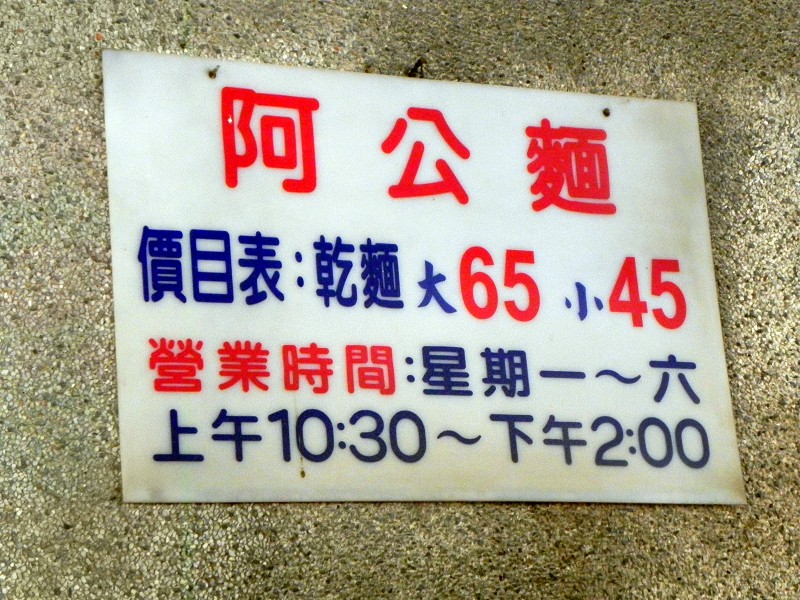 阿公麵
價目表:乾麵 大65 小45
營業時間:星期一~六
上午10:30~下午2:00